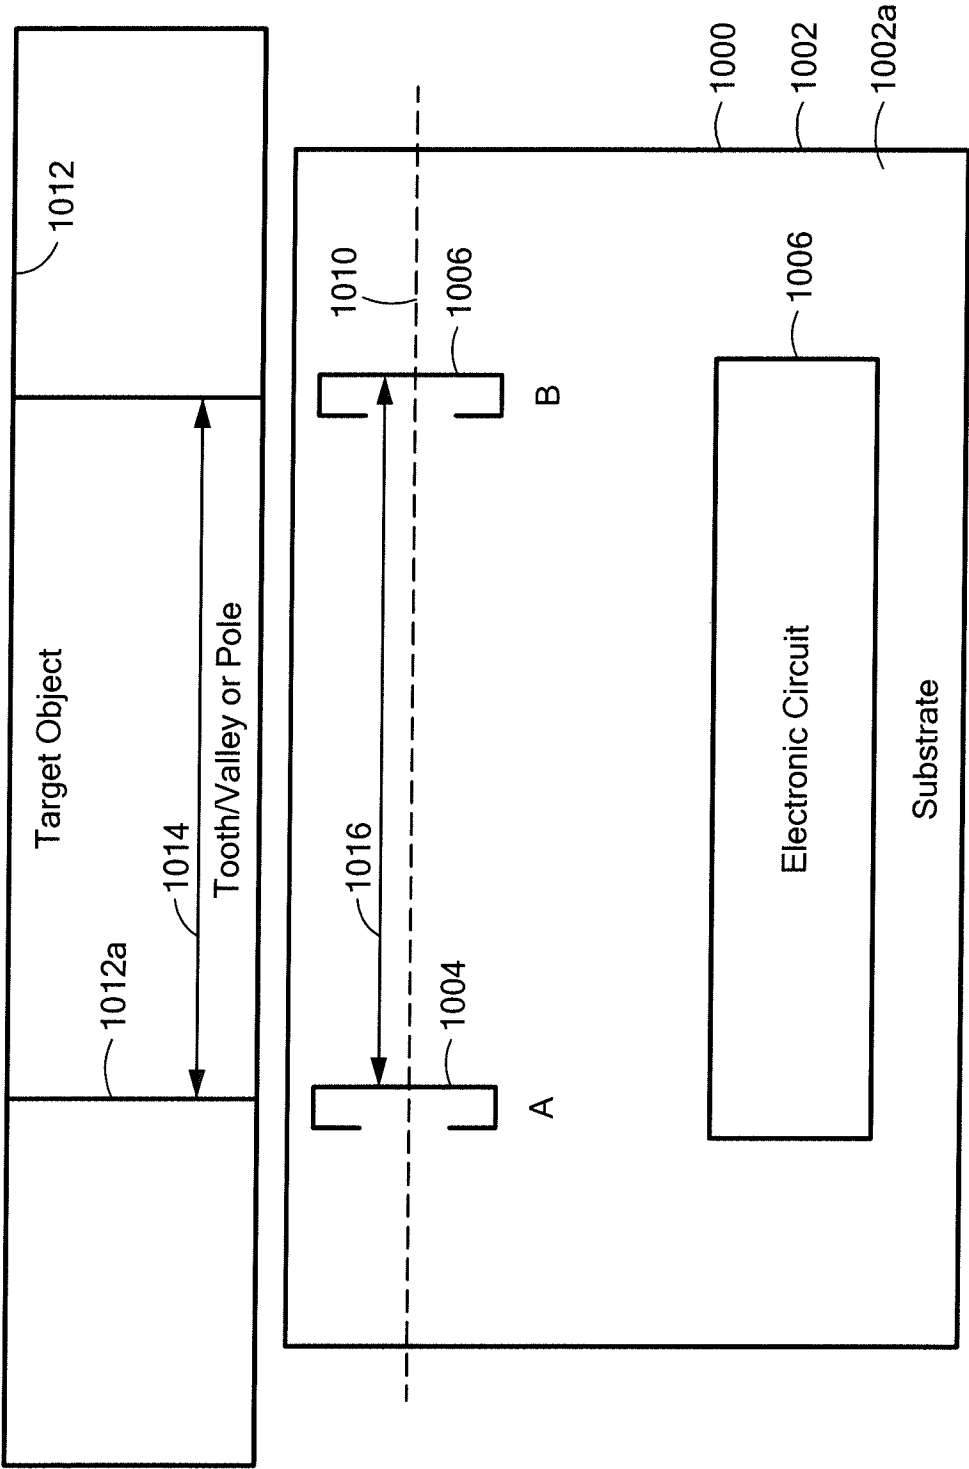 1012
Target Object
1012a
1014
Tooth/Valley or Pole
1010
1006
1016
1004
A
B
1006
Electronic Circuit
Substrate
1000
1002
1002a